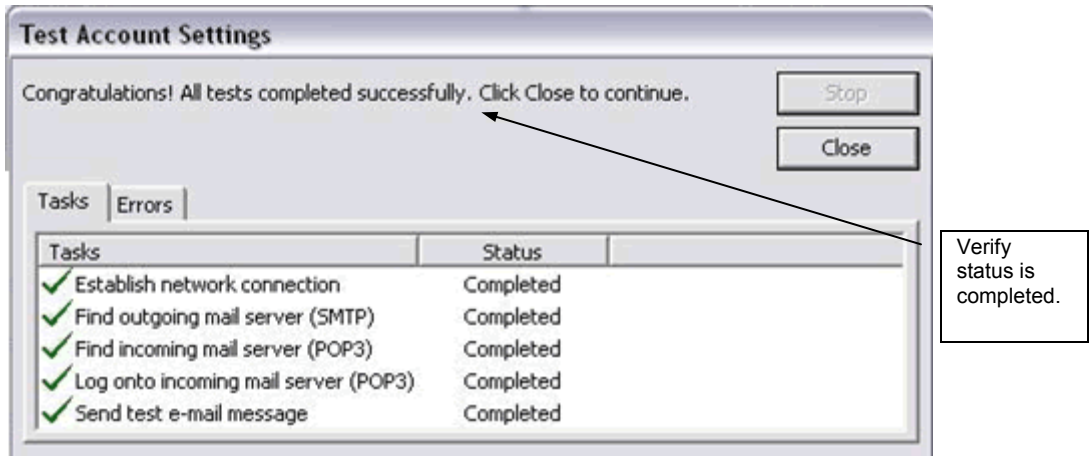 Test Account Settings
Congratulations! All tests completed successfully. Click Close to continue.
Stop
Close
Tasks Errors
Tasks Status
Establish network connection Completed
Find outgoing mail server (SMTP) Completed
Find incoming mail server (POP3) Completed
Log onto incoming mail server (POP3) Completed
Send test e-mail message Completed
Verify
status is
completed.